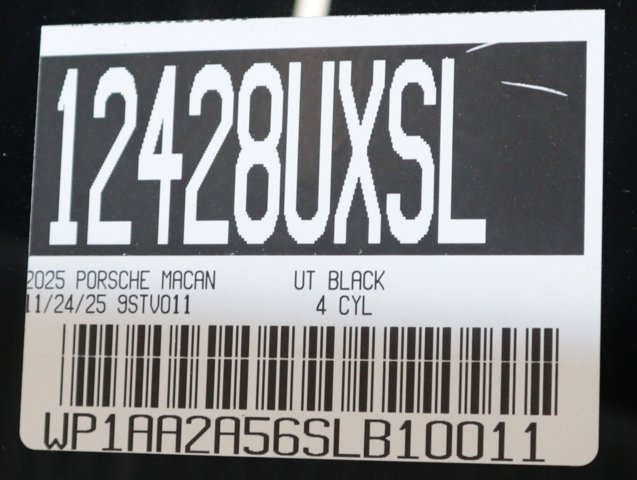 12428UXSL
2025 PORSCHE MACAN UT BLACK
11/24/25 9STV011 4 CYL
WP1AA2A56SLB10011